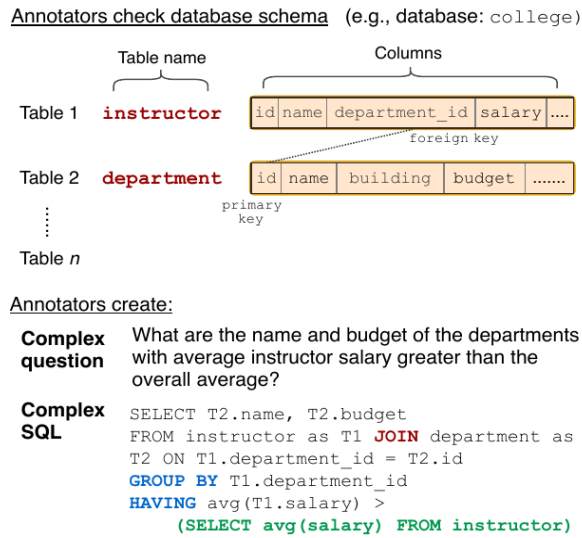 Annotators check database schema (e.g., database: college)
Table name
Columns
Table 1 instructor id name department_id salary ....
foreign key
Table 2 department id name building budget .......
primary
key
Table n
Annotators create:
Complex question What are the name and budget of the departments
with average instructor salary greater than the
overall average?
Complex SQL SELECT T2.name, T2.budget
FROM instructor as T1 JOIN department as
T2 ON T1.department_id = T2.id
GROUP BY T1.department_id
HAVING avg(T1.salary) >
(SELECT avg(salary) FROM instructor)